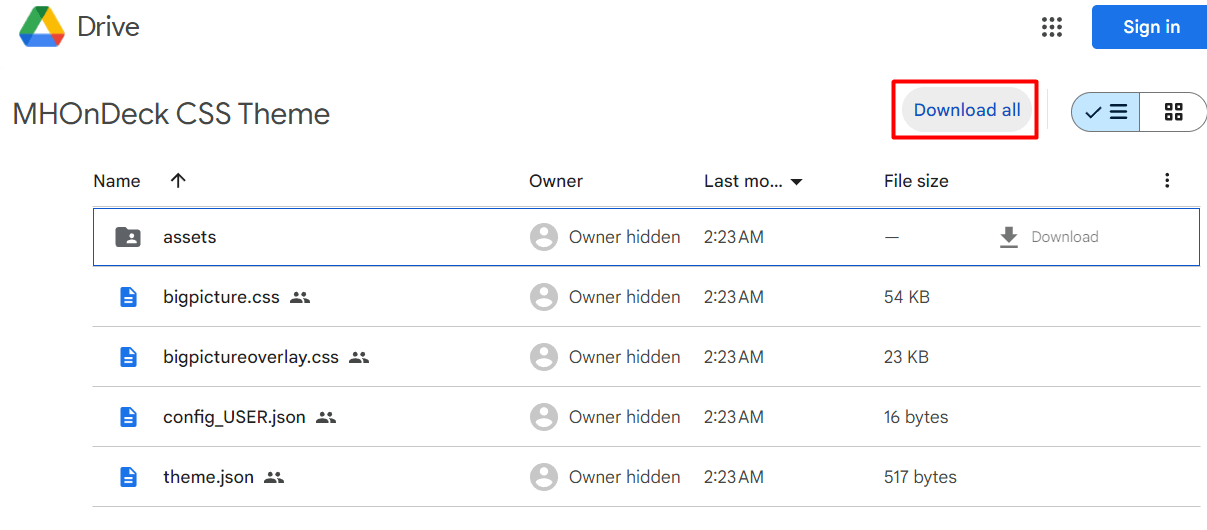 Drive
Sign in
MHOnDeck CSS Theme
Download all
Name Owner Last mo... File size
assets Owner hidden 2:23 AM — Download
bigpicture.css Owner hidden 2:23 AM 54 KB
bigpictureoverlay.css Owner hidden 2:23 AM 23 KB
config_USER.json Owner hidden 2:23 AM 16 bytes
theme.json Owner hidden 2:23 AM 517 bytes